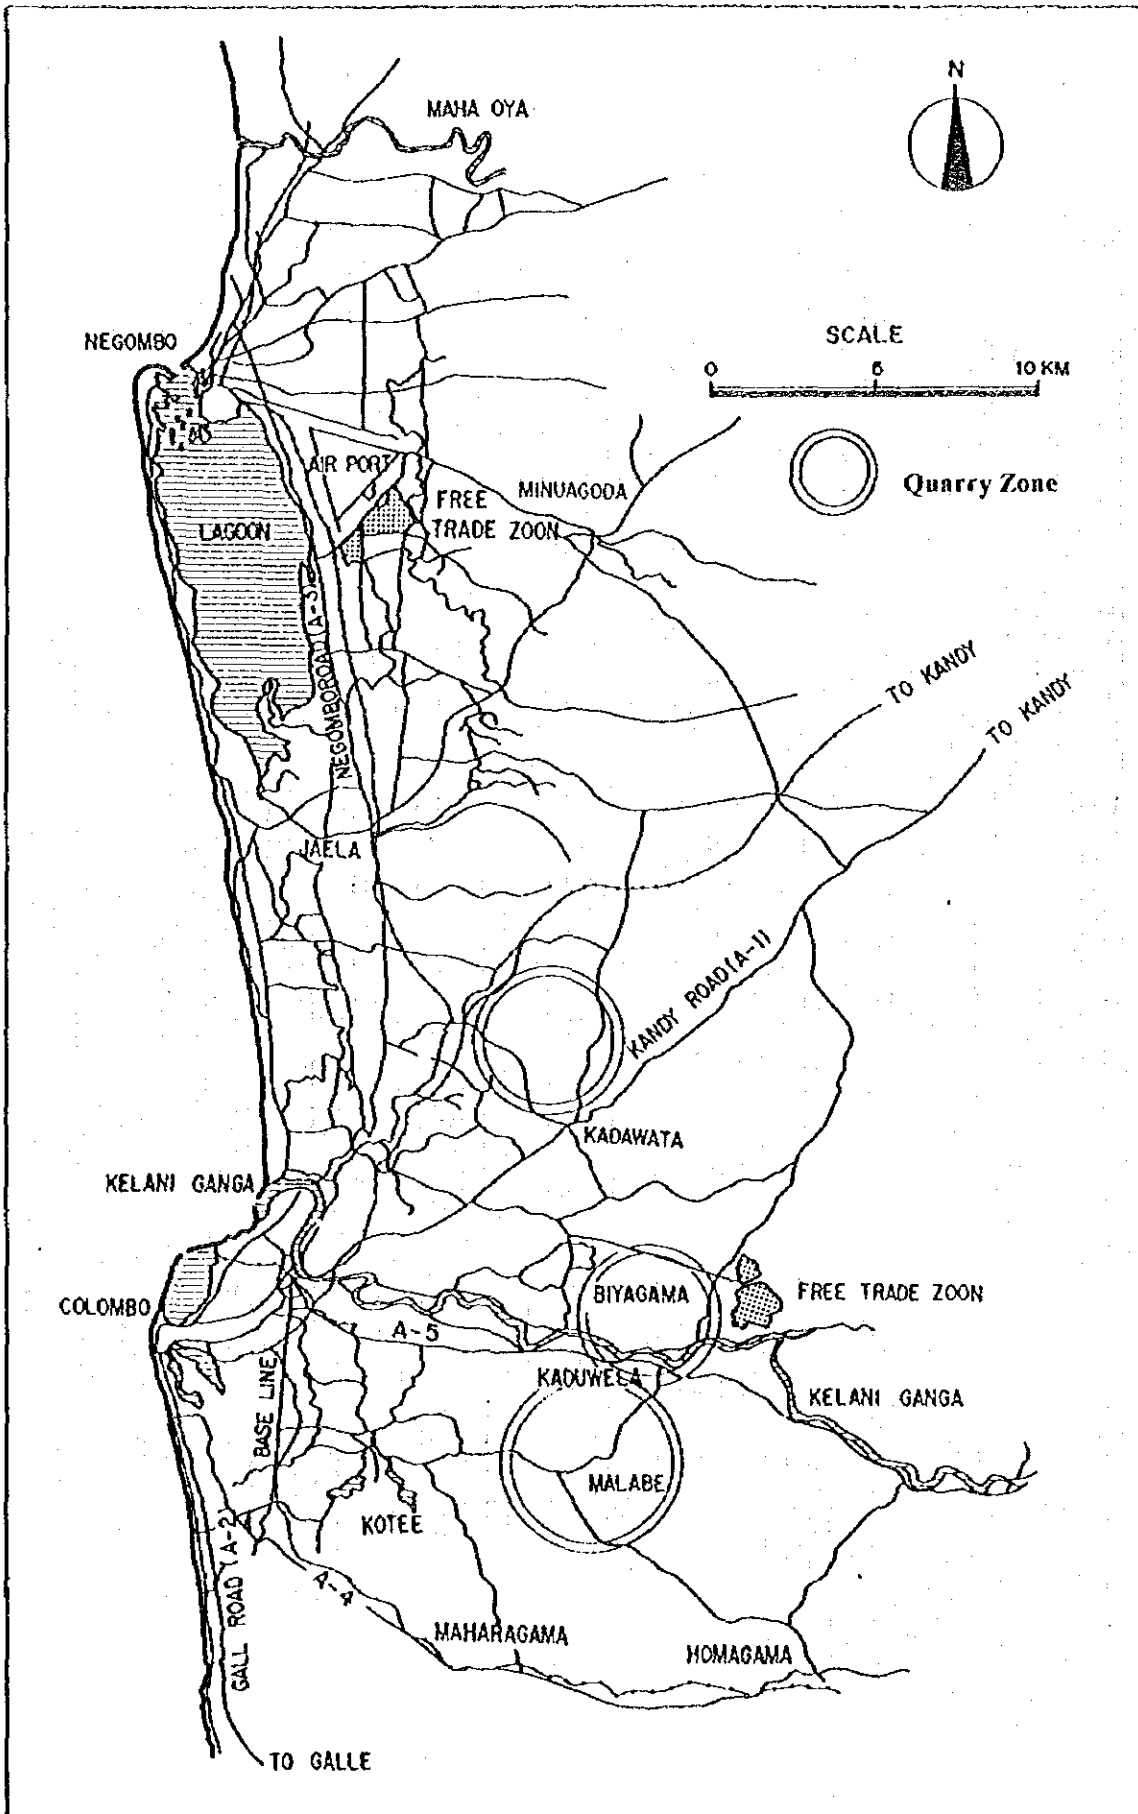 N
MAHA OYA
SCALE
0 5 10 KM
NEGOMBO
Quarry Zone
AIR PORT
MINUAGODA
FREE
TRADE ZOON
LAGOON
NEGOMBOROAD (A-3)
TO KANDY
TO KANDY
JAELA
KANDY ROAD (A-1)
KADAWATA
KELANI GANGA
BIYAGAMA
FREE TRADE ZOON
COLOMBO
A-5
KADUWELA
KELANI GANGA
BASE LINE
MALABE
KOTEE
GALL ROAD (A-2)
A-4
MAHARAGAMA
HOMAGAMA
TO GALLE